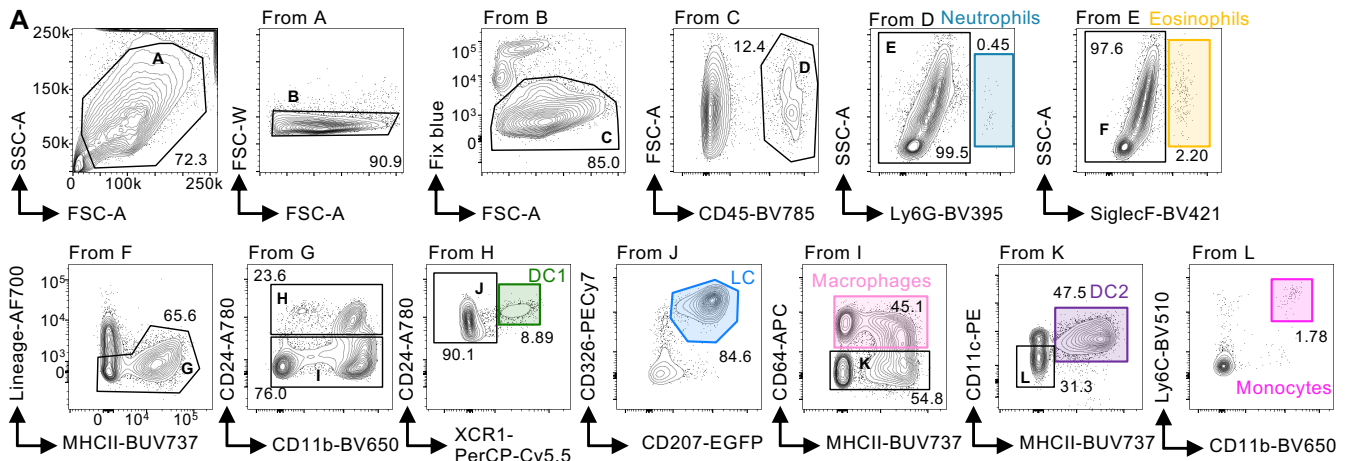 A
From A
From B
From C
From D Neutrophils
From E Eosinophils
250k
150k
50k
0
SSC-A
A
72.3
0 100k 250k
FSC-A
FSC-W
B
90.9
FSC-A
Fix blue
10^5
10^4
10^3
0
C
85.0
FSC-A
FSC-A
12.4
D
CD45-BV785
SSC-A
E
0.45
99.5
Ly6G-BV395
SSC-A
97.6
F
2.20
SiglecF-BV421
From F
From G
From H
From J
From I
From K
From L
Lineage-AF700
10^5
10^4
10^3
0
65.6
G
0 10^4 10^5
MHCII-BUV737
CD24-A780
23.6
H
I
76.0
CD11b-BV650
CD24-A780
DC1
J
8.89
90.1
XCR1-
PerCP-Cy5.5
CD326-PECy7
LC
84.6
CD207-EGFP
CD64-APC
Macrophages
45.1
K
54.8
MHCII-BUV737
CD11c-PE
47.5 DC2
L
31.3
MHCII-BUV737
Ly6C-BV510
1.78
Monocytes
CD11b-BV650